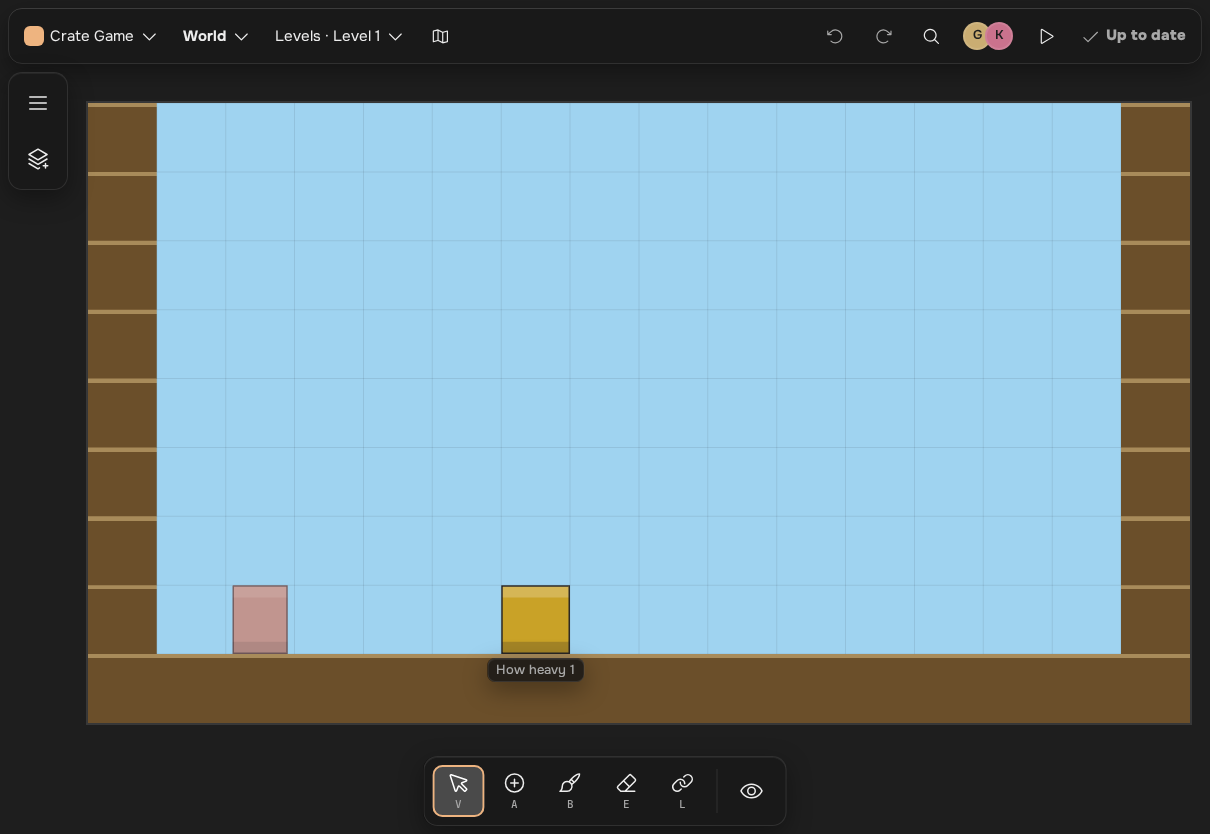 Crate Game
World
Levels · Level 1
G
K
Up to date
How heavy 1
V
A
B
E
L